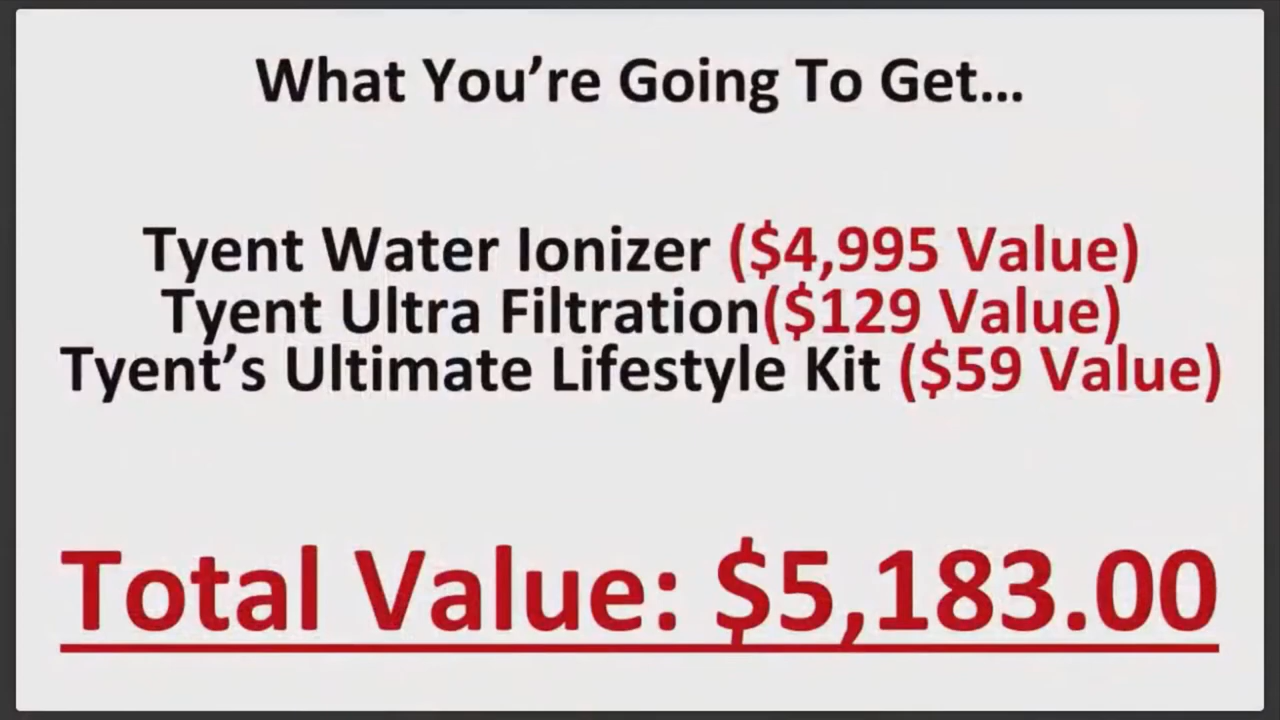 What You’re Going To Get...
Tyent Water Ionizer ($4,995 Value)
Tyent Ultra Filtration($129 Value)
Tyent’s Ultimate Lifestyle Kit ($59 Value)
Total Value: $5,183.00